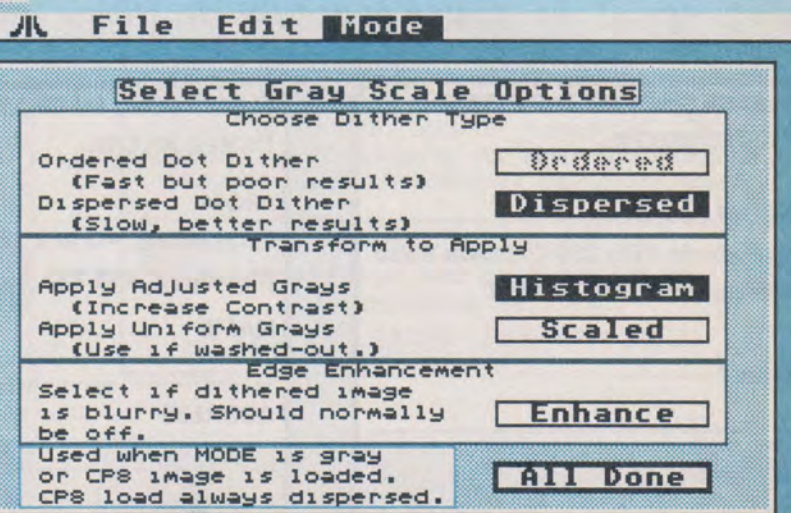 File Edit Mode
Select Gray Scale Options
Choose Dither Type
Ordered Dot Dither Ordered
(Fast but poor results)
Dispersed Dot Dither Dispersed
(Slow, better results)
Transform to Apply
Apply Adjusted Grays Histogram
(Increase Contrast)
Apply Uniform Grays Scaled
(Use if washed-out.)
Edge Enhancement
Select if dithered image
is blurry. Should normally Enhance
be off.
Used when MODE is gray
or CP8 image is loaded. All Done
CP8 load always dispersed.